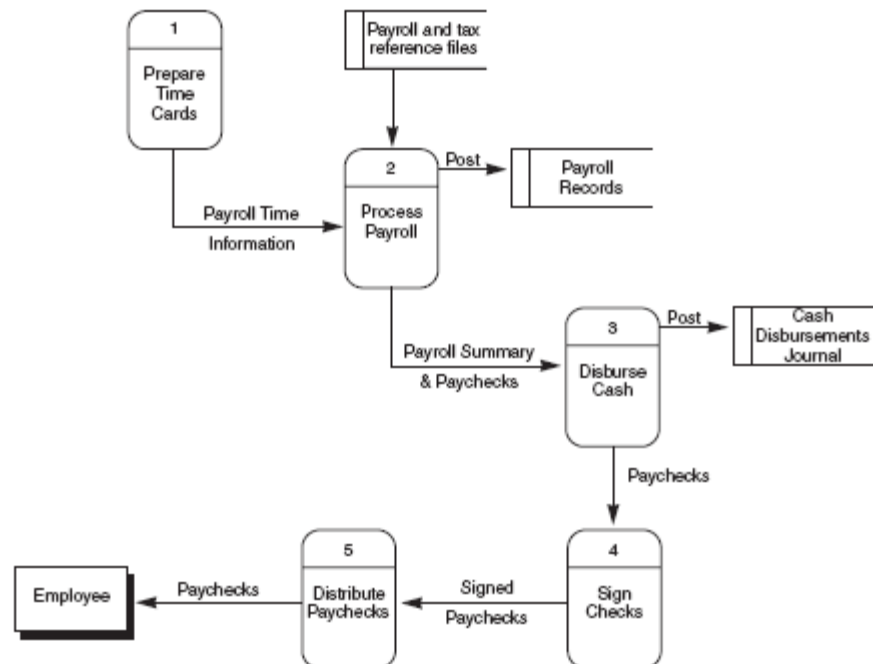 1
Prepare
Time
Cards
Payroll and tax
reference files
2
Process
Payroll
Post
Payroll
Records
Payroll Time
Information
3
Disburse
Cash
Post
Cash
Disbursements
Journal
Payroll Summary
& Paychecks
Paychecks
4
Sign
Checks
Signed
Paychecks
5
Distribute
Paychecks
Paychecks
Employee